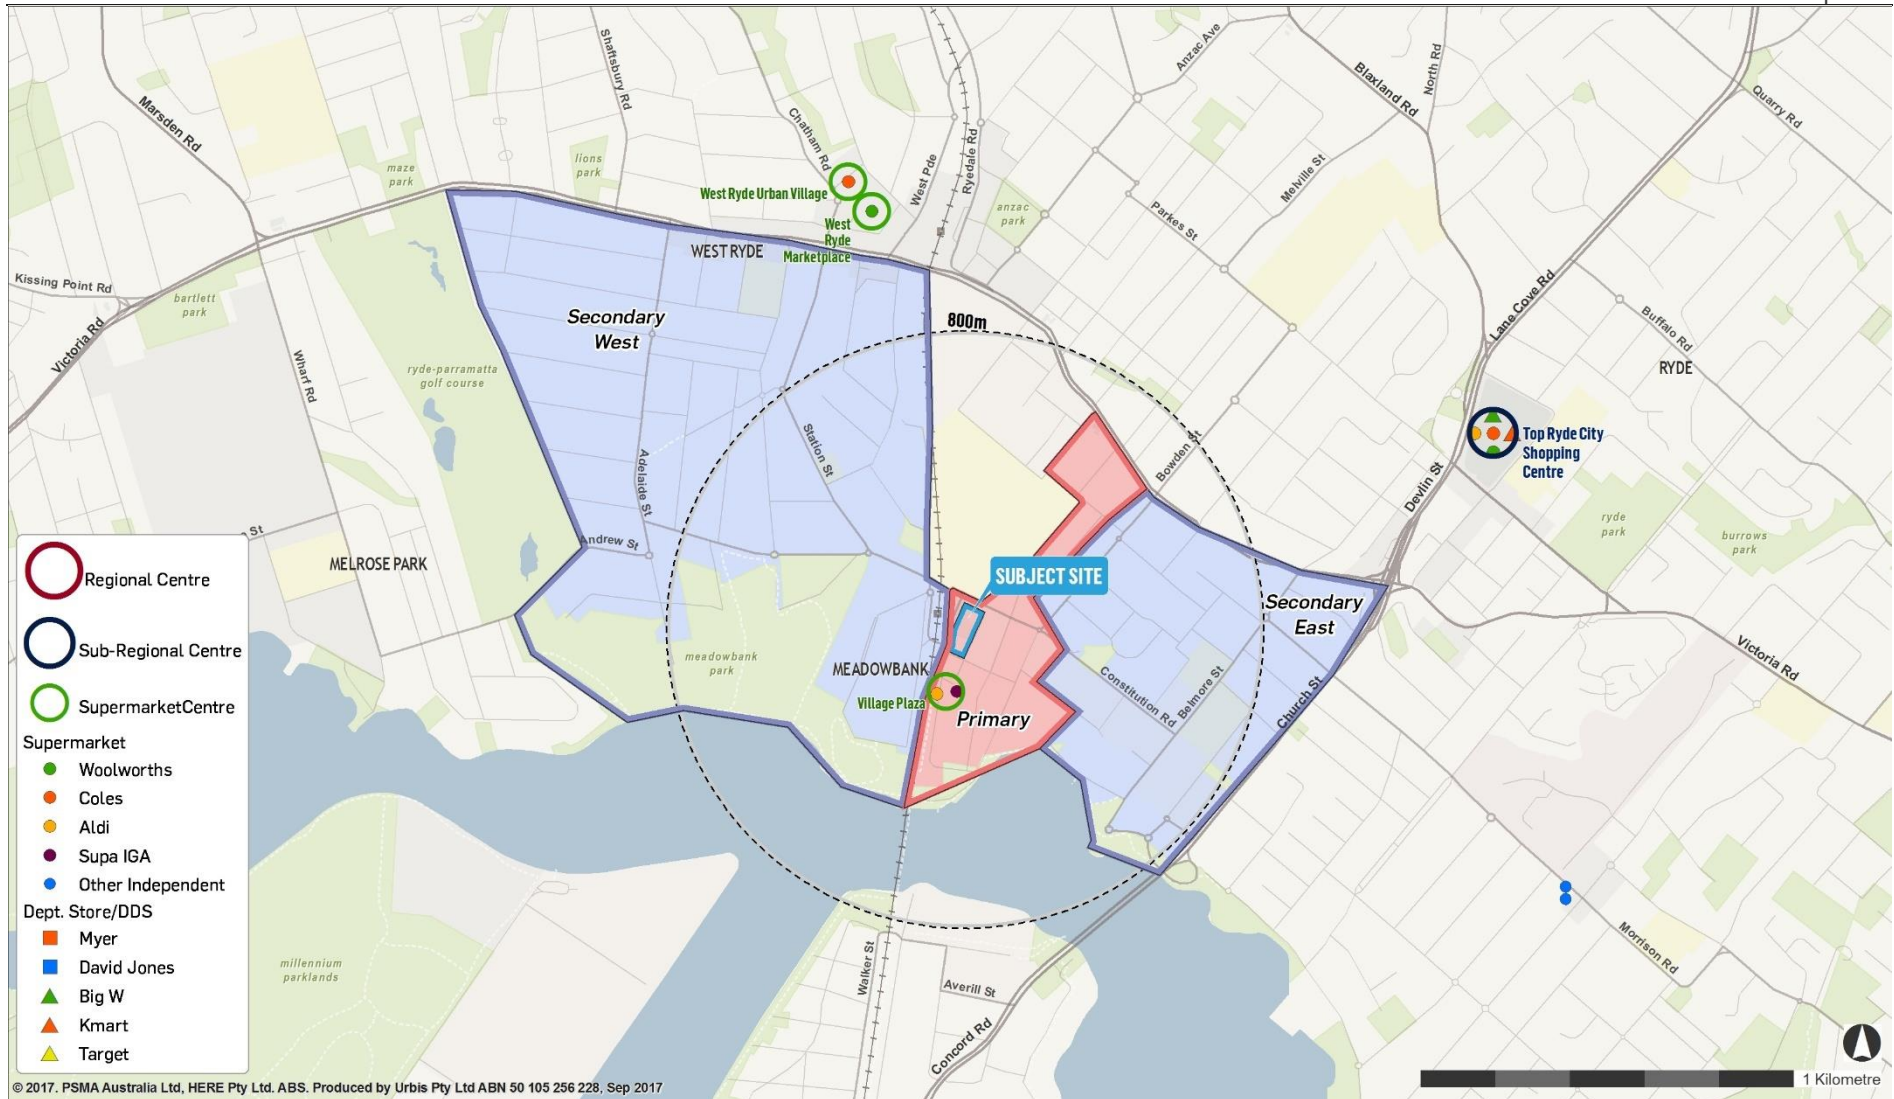 Shaftsbury Rd
Anzac Ave
North Rd
Blaxland Rd
Quarry Rd
Marsden Rd
Chatham Rd
West Pde
Ryedale Rd
Melville St
lions
park
maze
park
West Ryde Urban Village
West
Ryde
Marketplace
anzac
park
Parkes St
WEST RYDE
Kissing Point Rd
bartlett
park
Victoria Rd
Wharf Rd
Secondary
West
800m
Lane Cove Rd
Buffalo Rd
RYDE
ryde-parramatta
golf course
Station St
Adelaide St
Bowden St
Top Ryde City
Shopping
Centre
Devlin St
ryde
park
burrows
park
St
Andrew St
MELROSE PARK
SUBJECT SITE
Secondary
East
Victoria Rd
meadowbank
park
MEADOWBANK
Constitution Rd
Belmore St
Church St
Village Plaza
Primary
Morrison Rd
millennium
parklands
Walker St
Averill St
Concord Rd
Regional Centre
Sub-Regional Centre
SupermarketCentre
Supermarket
Woolworths
Coles
Aldi
Supa IGA
Other Independent
Dept. Store/DDS
Myer
David Jones
Big W
Kmart
Target
© 2017. PSMA Australia Ltd, HERE Pty Ltd. ABS. Produced by Urbis Pty Ltd ABN 50 105 256 228, Sep 2017
1 Kilometre